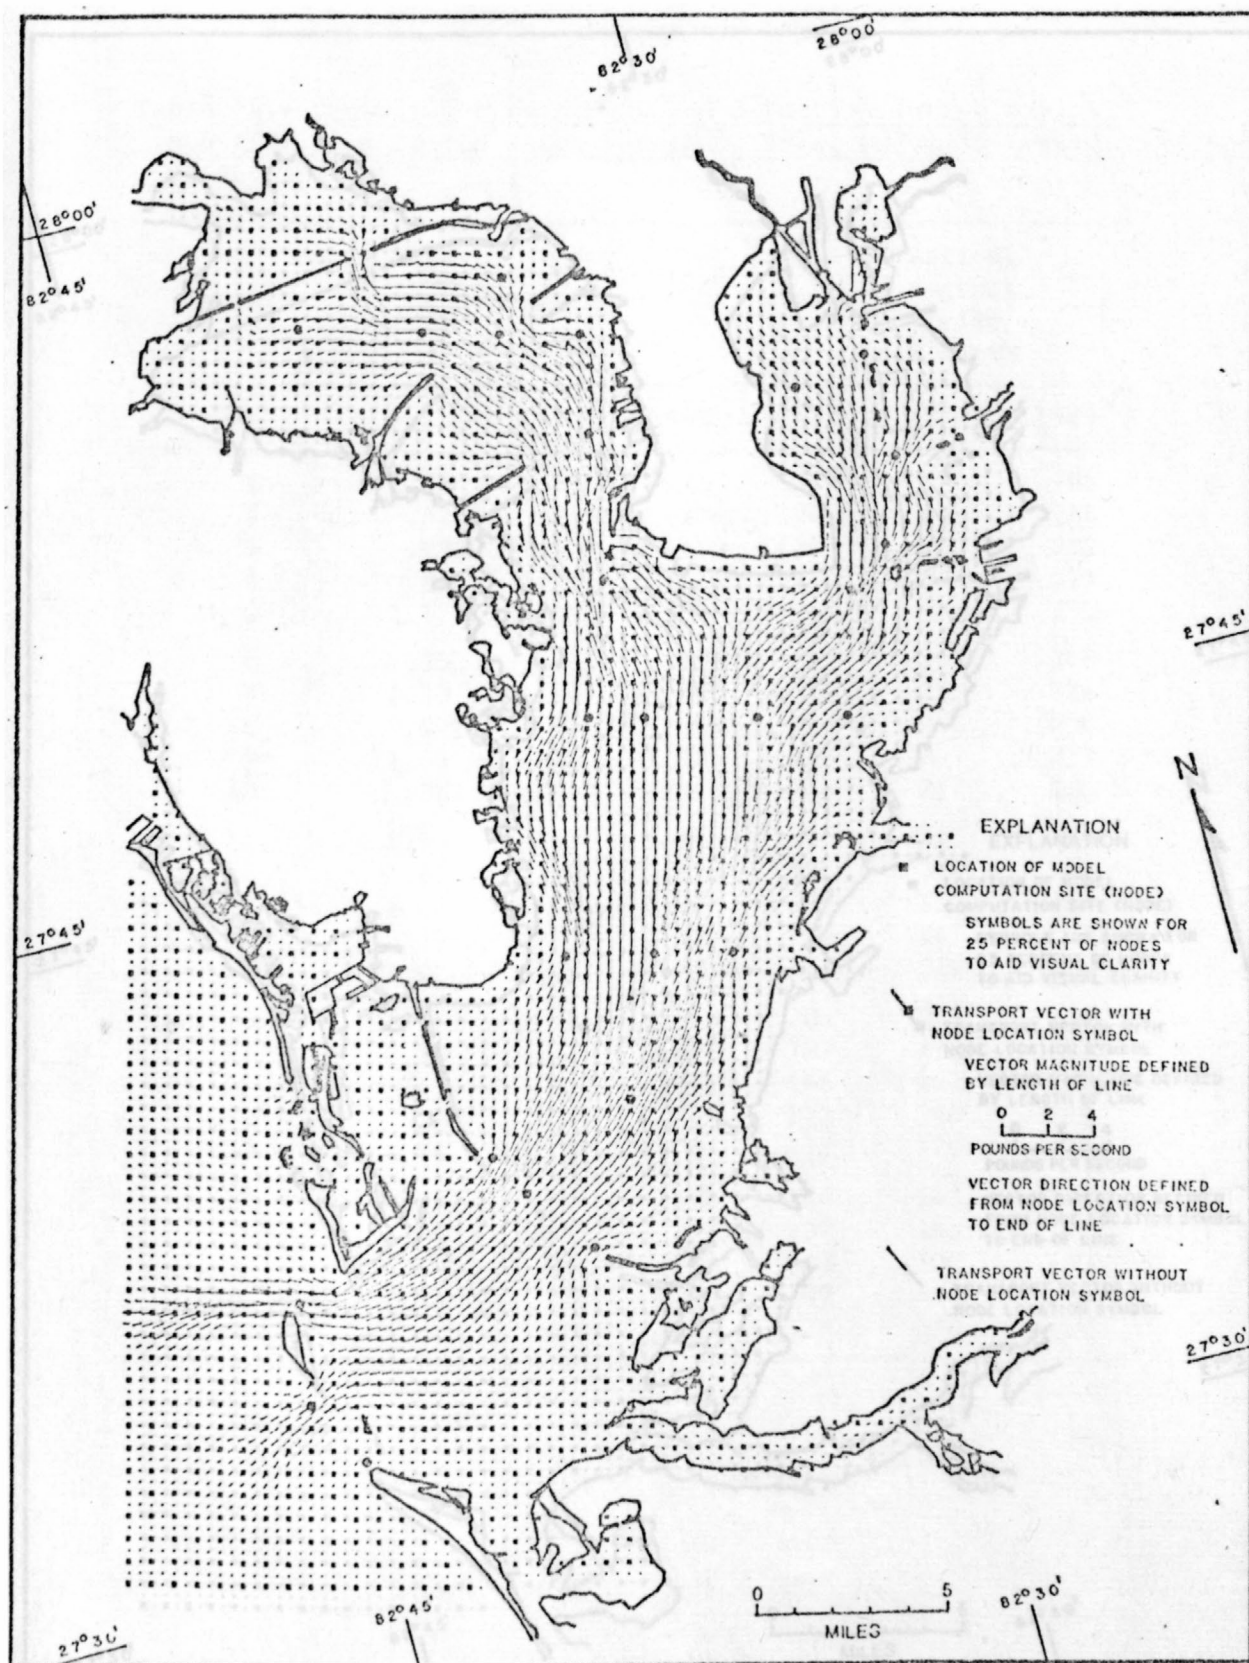 82°30'
28°00'
28°00'
82°45'
27°45'
N
EXPLANATION
LOCATION OF MODEL
COMPUTATION SITE (NODE)
SYMBOLS ARE SHOWN FOR
25 PERCENT OF NODES
TO AID VISUAL CLARITY
27°45'
TRANSPORT VECTOR WITH
NODE LOCATION SYMBOL
VECTOR MAGNITUDE DEFINED
BY LENGTH OF LINE
0 2 4
POUNDS PER SECOND
VECTOR DIRECTION DEFINED
FROM NODE LOCATION SYMBOL
TO END OF LINE
TRANSPORT VECTOR WITHOUT
NODE LOCATION SYMBOL
27°30'
0 5
MILES
82°30'
82°45'
27°30'